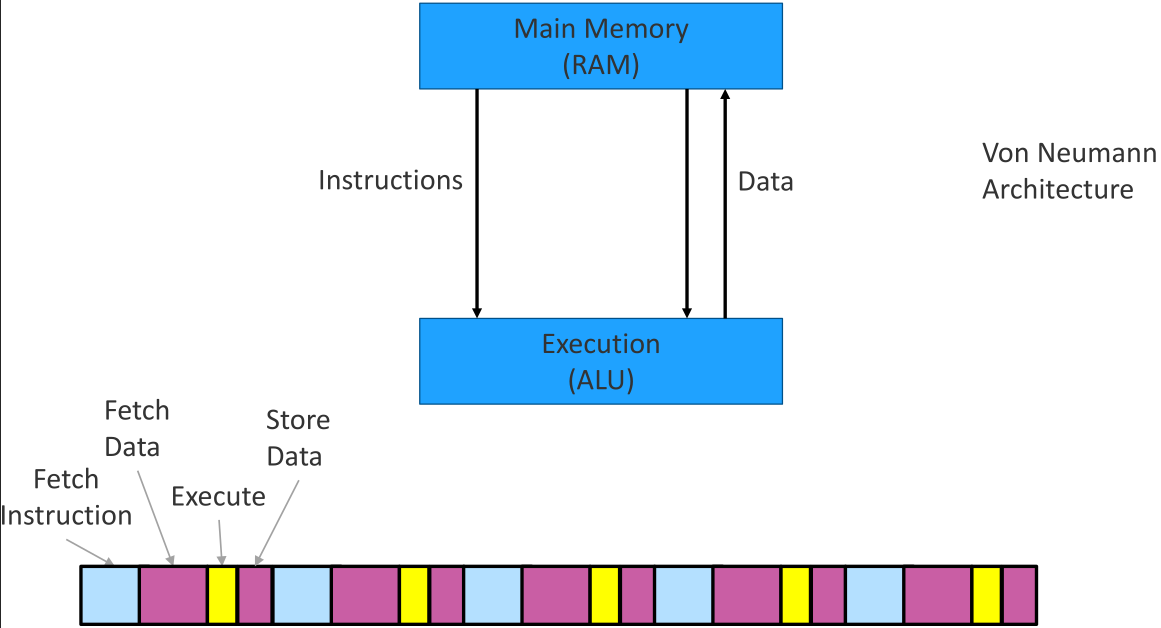 Main Memory
(RAM)
Instructions
Data
Von Neumann
Architecture
Execution
(ALU)
Fetch
Data
Store
Data
Fetch
Instruction
Execute